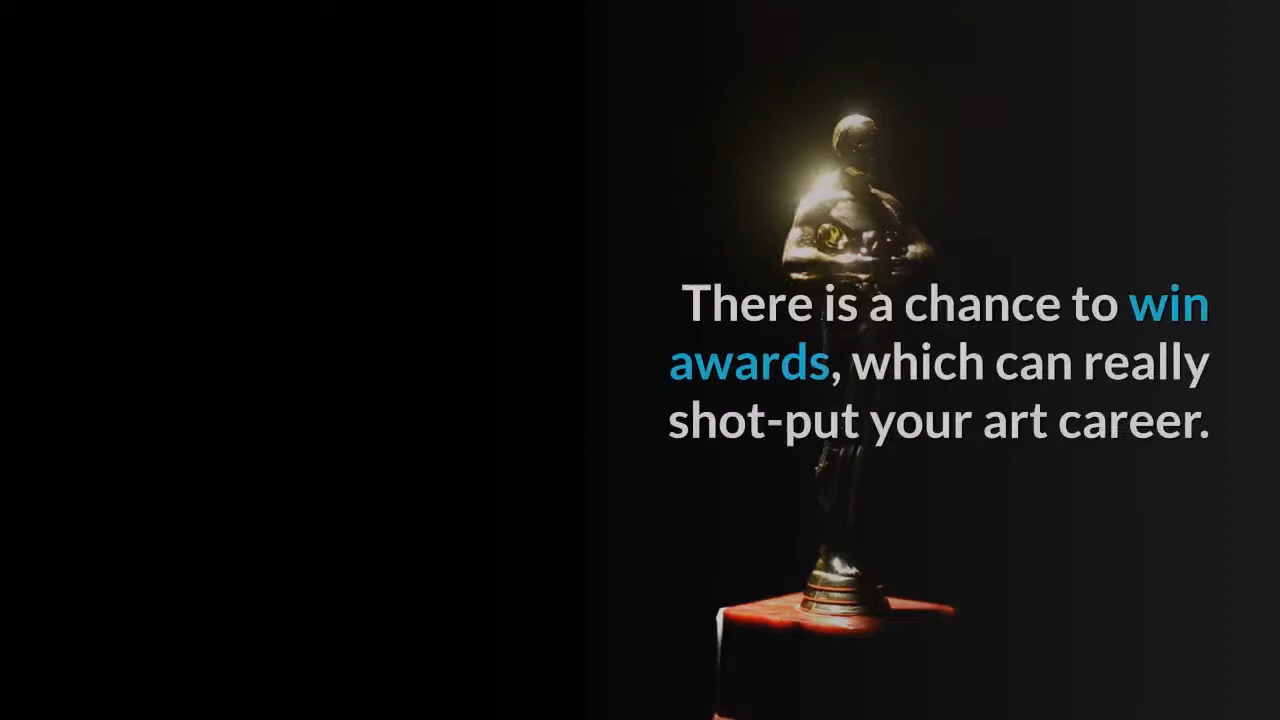 There is a chance to win
awards, which can really
shot-put your art career.